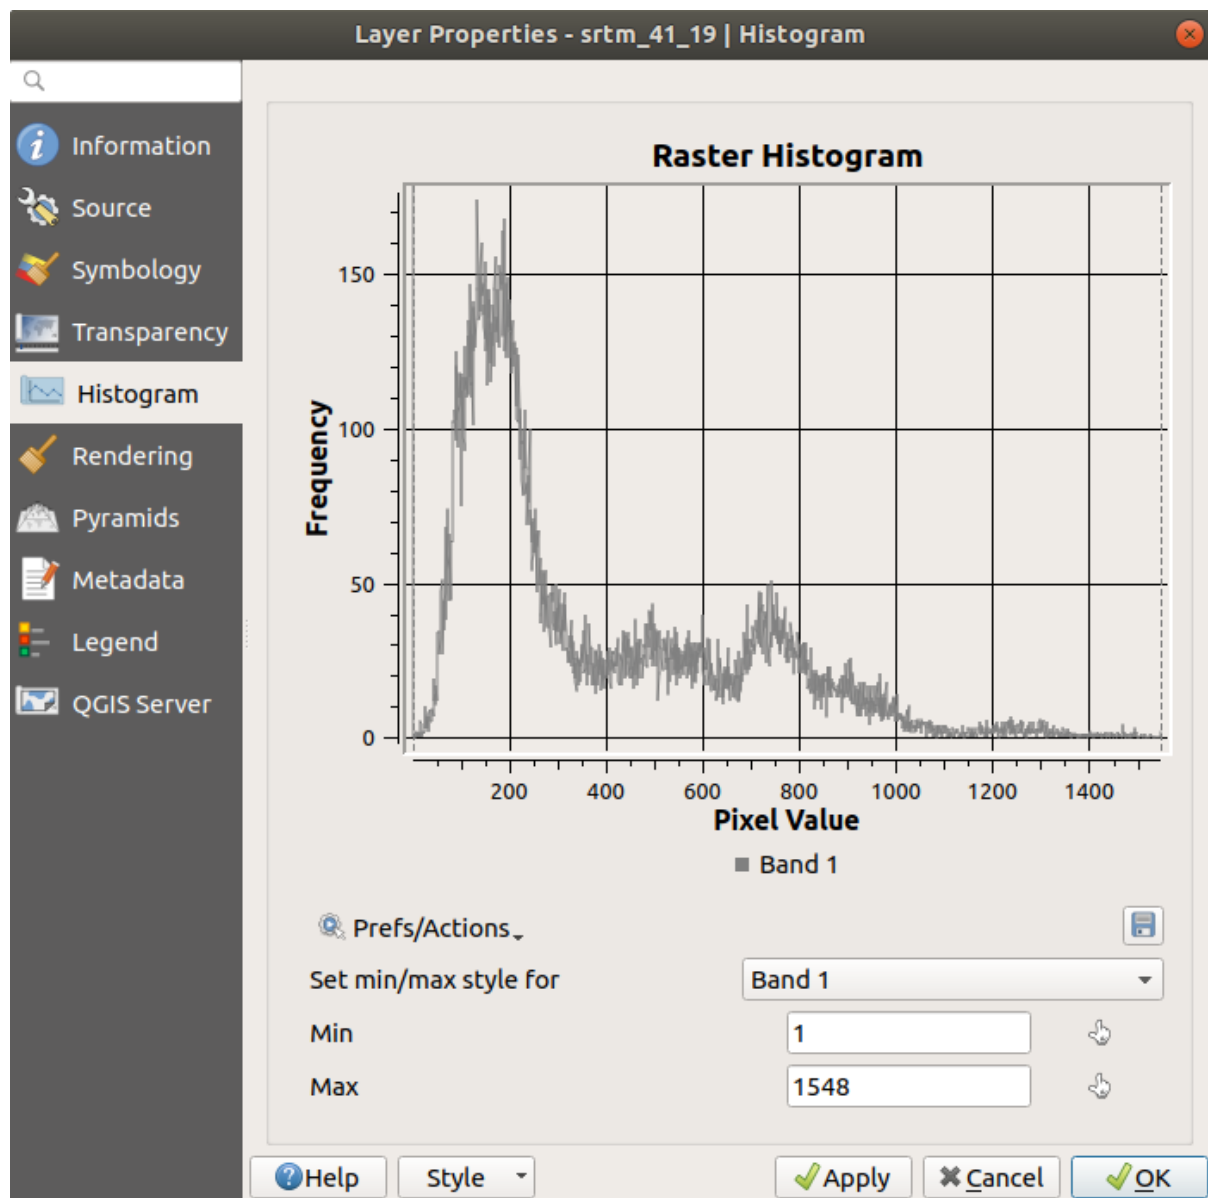 Layer Properties - srtm_41_19 | Histogram
Information
Source
Symbology
Transparency
Histogram
Rendering
Pyramids
Metadata
Legend
QGIS Server
Raster Histogram
Frequency
150
100
50
0
200 400 600 800 1000 1200 1400
Pixel Value
Band 1
Prefs/Actions
Set min/max style for Band 1
Min 1
Max 1548
Help Style Apply Cancel OK